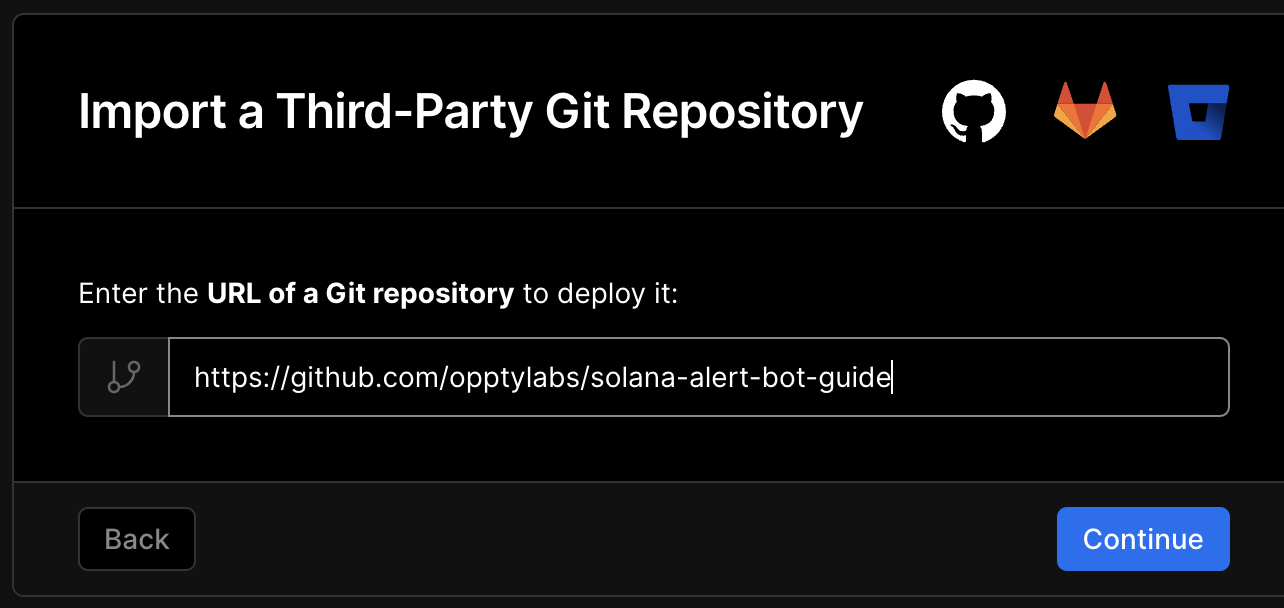 Import a Third-Party Git Repository
Enter the URL of a Git repository to deploy it:
https://github.com/opptylabs/solana-alert-bot-guide
Back
Continue